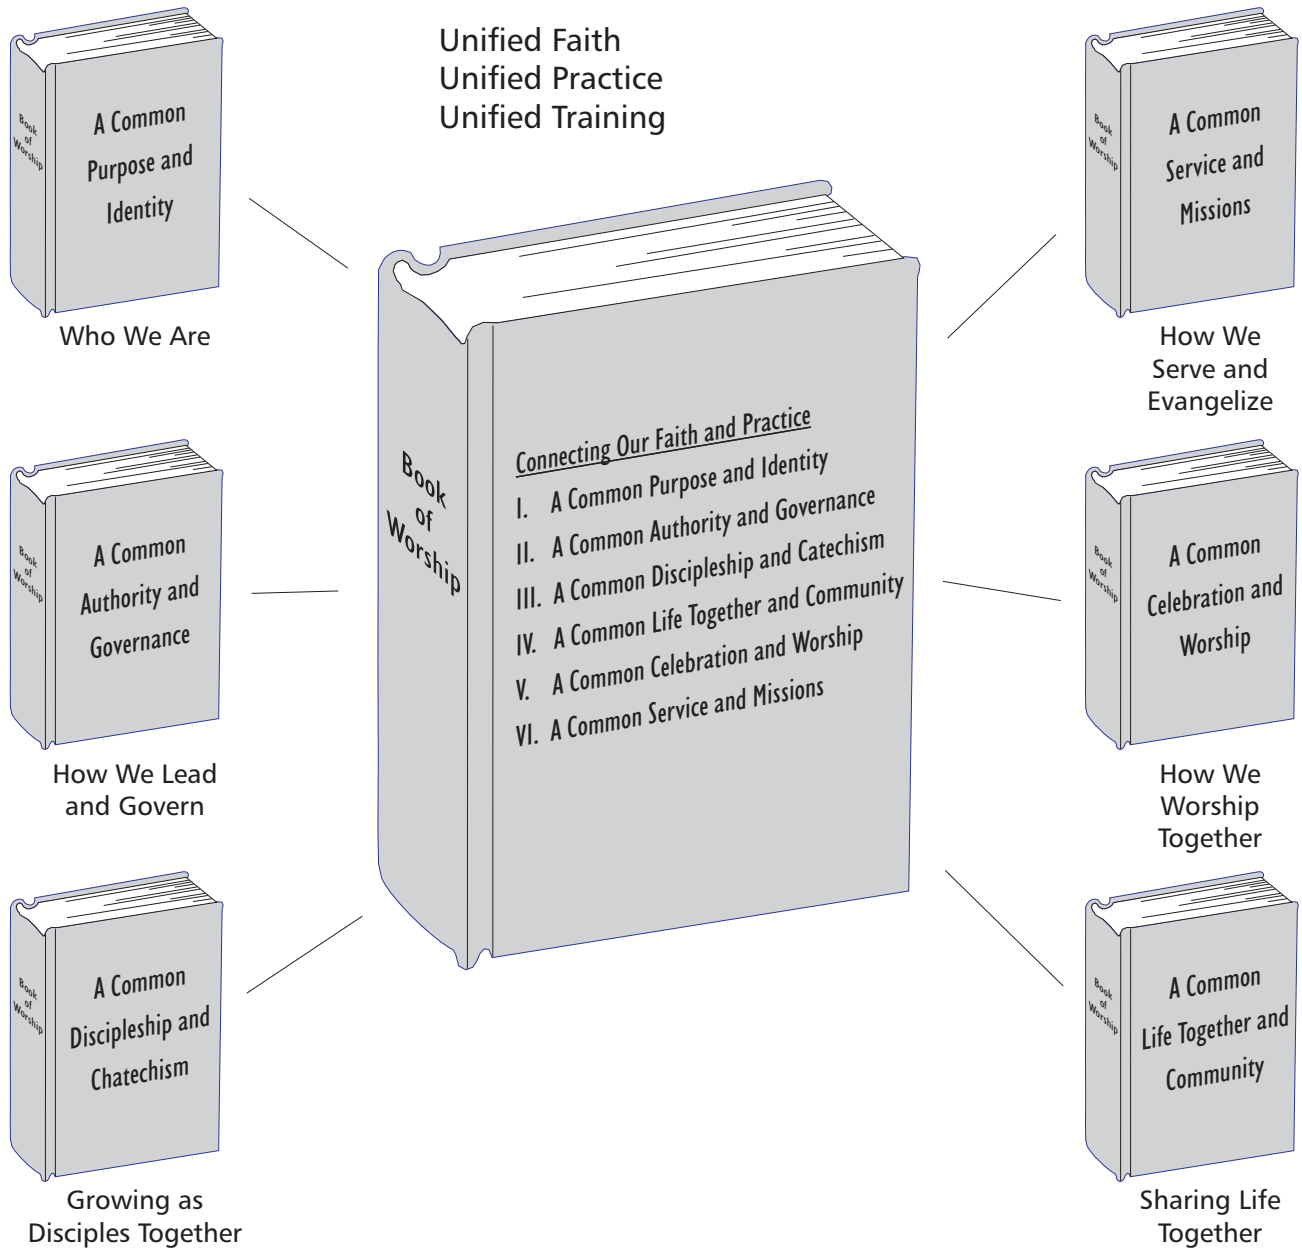 Unified Faith
Unified Practice
Unified Training
Book
of
Worship
A Common
Purpose and
Identity
Who We Are
Book
of
Worship
A Common
Authority and
Governance
How We Lead
and Govern
Book
of
Worship
A Common
Discipleship and
Chatechism
Growing as
Disciples Together
Book
of
Worship
Connecting Our Faith and Practice
I. A Common Purpose and Identity
II. A Common Authority and Governance
III. A Common Discipleship and Catechism
IV. A Common Life Together and Community
V. A Common Celebration and Worship
VI. A Common Service and Missions
Book
of
Worship
A Common
Service and
Missions
How We
Serve and
Evangelize
Book
of
Worship
A Common
Celebration and
Worship
How We
Worship
Together
Book
of
Worship
A Common
Life Together and
Community
Sharing Life
Together